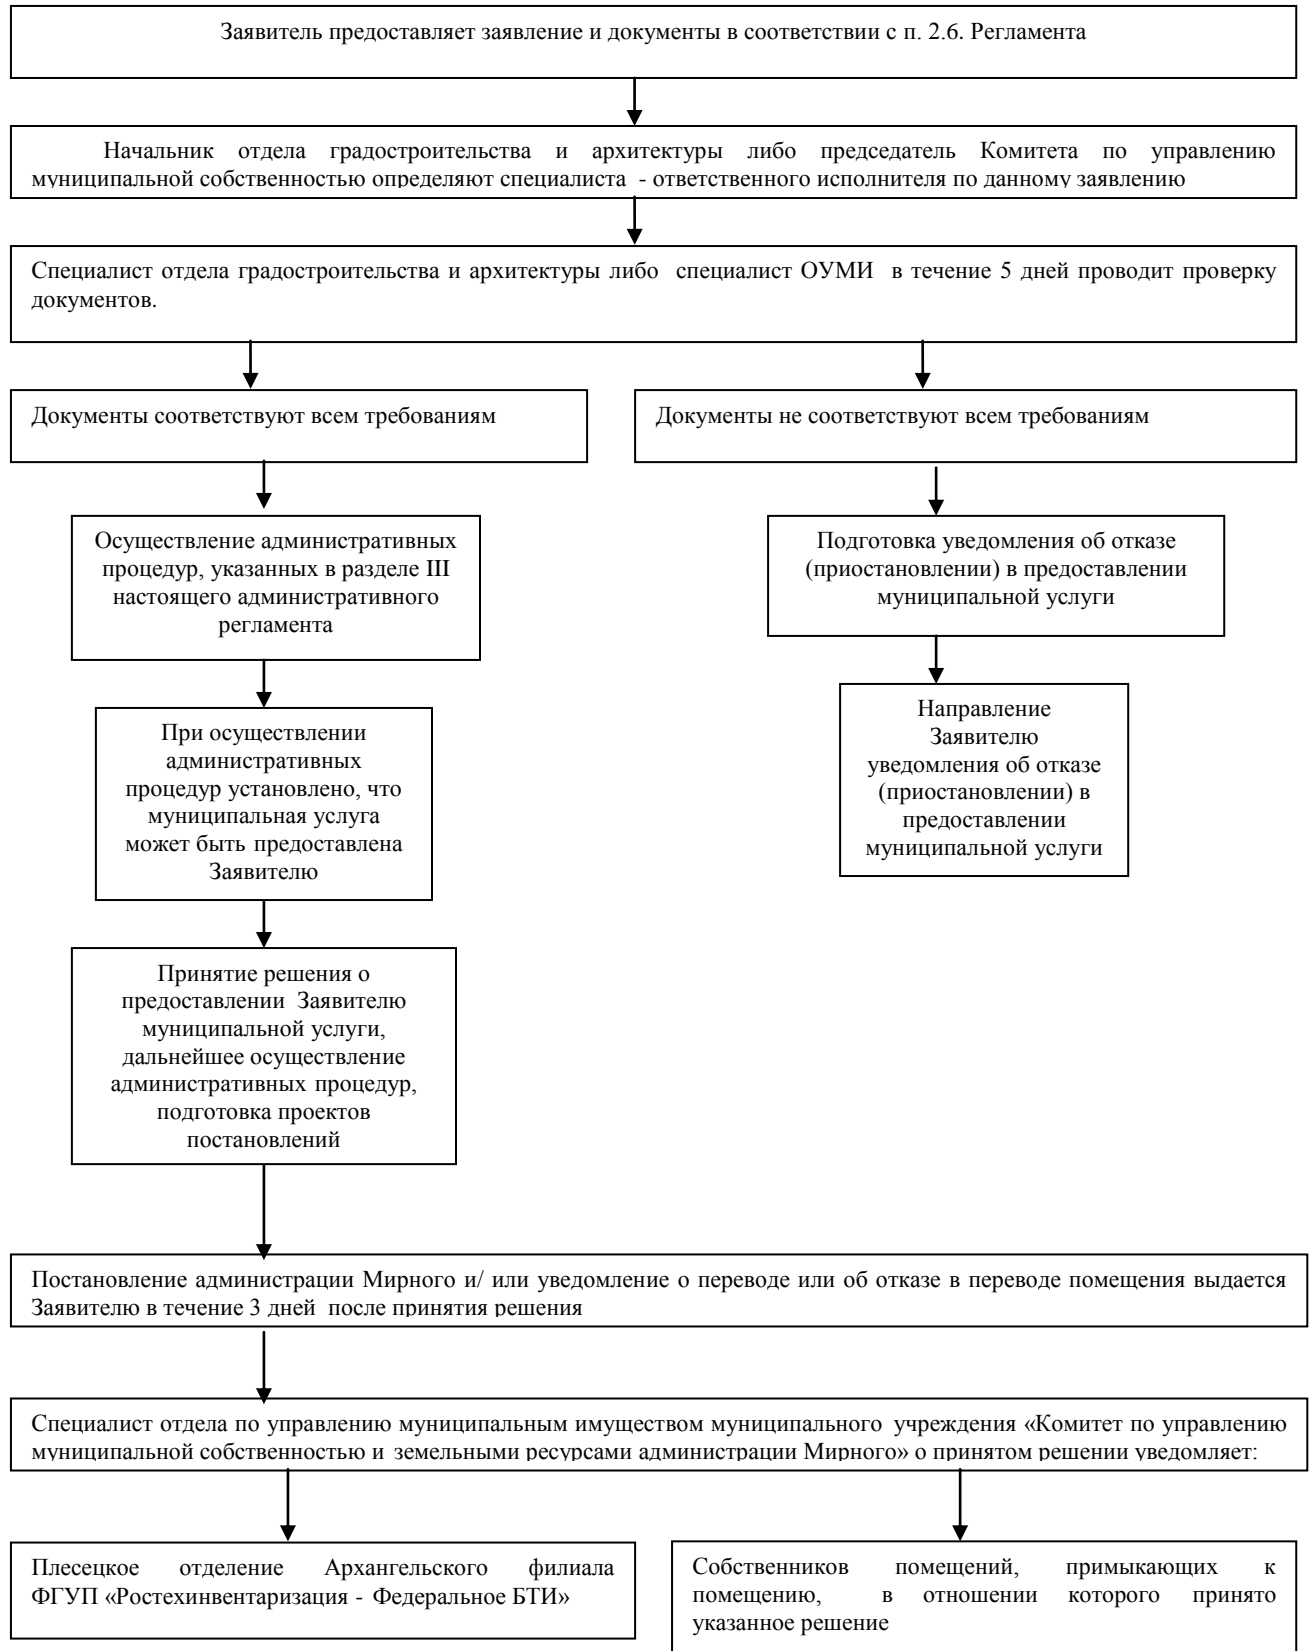 Заявитель предоставляет заявление и документы в соответствии с п. 2.6. Регламента
Начальник отдела градостроительства и архитектуры либо председатель Комитета по управлению
муниципальной собственностью определяют специалиста - ответственного исполнителя по данному заявлению
Специалист отдела градостроительства и архитектуры либо специалист ОУМИ в течение 5 дней проводит проверку
документов.
Документы соответствуют всем требованиям
Документы не соответствуют всем требованиям
Осуществление административных
процедур, указанных в разделе III
настоящего административного
регламента
Подготовка уведомления об отказе
(приостановлении) в предоставлении
муниципальной услуги
При осуществлении
административных
процедур установлено, что
муниципальная услуга
может быть предоставлена
Заявителю
Направление
Заявителю
уведомления об отказе
(приостановлении) в
предоставлении
муниципальной услуги
Принятие решения о
предоставлении Заявителю
муниципальной услуги,
дальнейшее осуществление
административных процедур,
подготовка проектов
постановлений
Постановление администрации Мирного и/ или уведомление о переводе или об отказе в переводе помещения выдается
Заявителю в течение 3 дней после принятия решения
Специалист отдела по управлению муниципальным имуществом муниципального учреждения «Комитет по управлению
муниципальной собственностью и земельными ресурсами администрации Мирного» о принятом решении уведомляет:
Плесецкое отделение Архангельского филиала
ФГУП «Ростехинвентаризация - Федеральное БТИ»
Собственников помещений, примыкающих к
помещению, в отношении которого принято
указанное решение